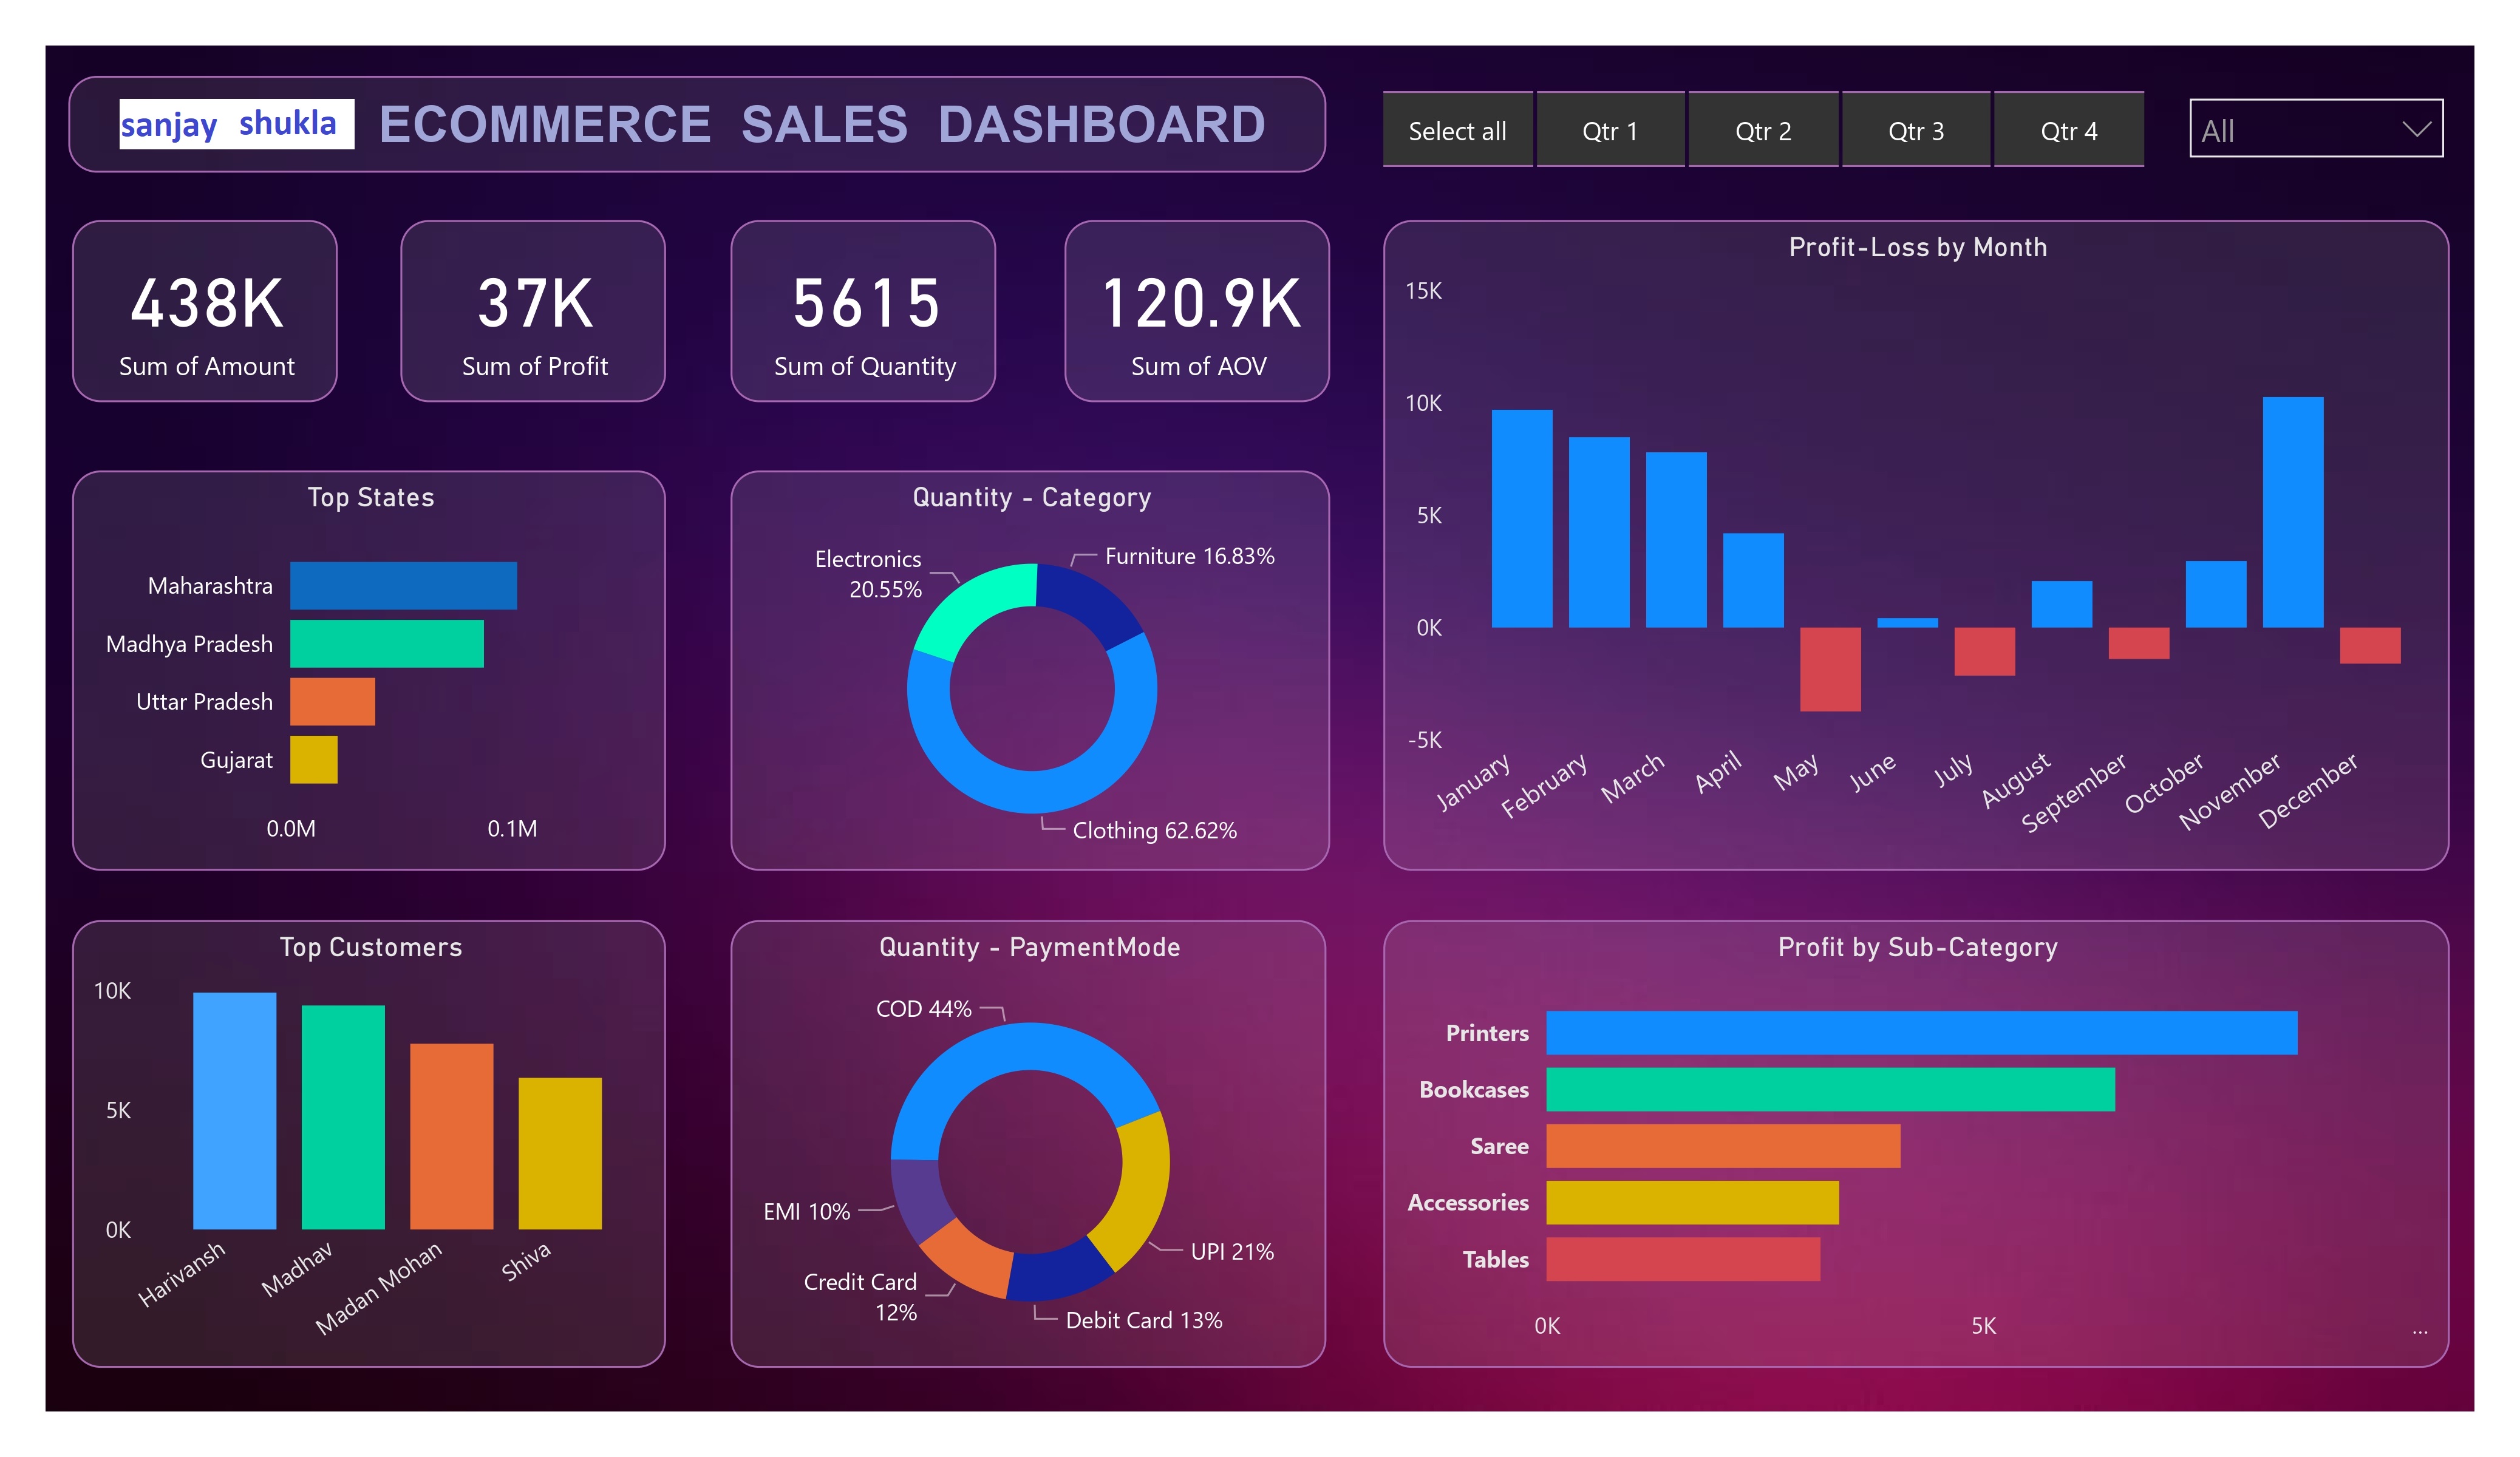 sanjay shukla ECOMMERCE SALES DASHBOARD
Select all Qtr 1 Qtr 2 Qtr 3 Qtr 4 All
438K
Sum of Amount
37K
Sum of Profit
5615
Sum of Quantity
120.9K
Sum of AOV
Profit-Loss by Month
15K
10K
5K
0K
-5K
January February March April May June July August September October November December
Top States
Maharashtra
Madhya Pradesh
Uttar Pradesh
Gujarat
0.0M 0.1M
Quantity - Category
Electronics
20.55%
Furniture 16.83%
Clothing 62.62%
Top Customers
10K
5K
0K
Harivansh Madhav Madan Mohan Shiva
Quantity - PaymentMode
COD 44%
EMI 10%
Credit Card
12%
UPI 21%
Debit Card 13%
Profit by Sub-Category
Printers
Bookcases
Saree
Accessories
Tables
0K 5K ...